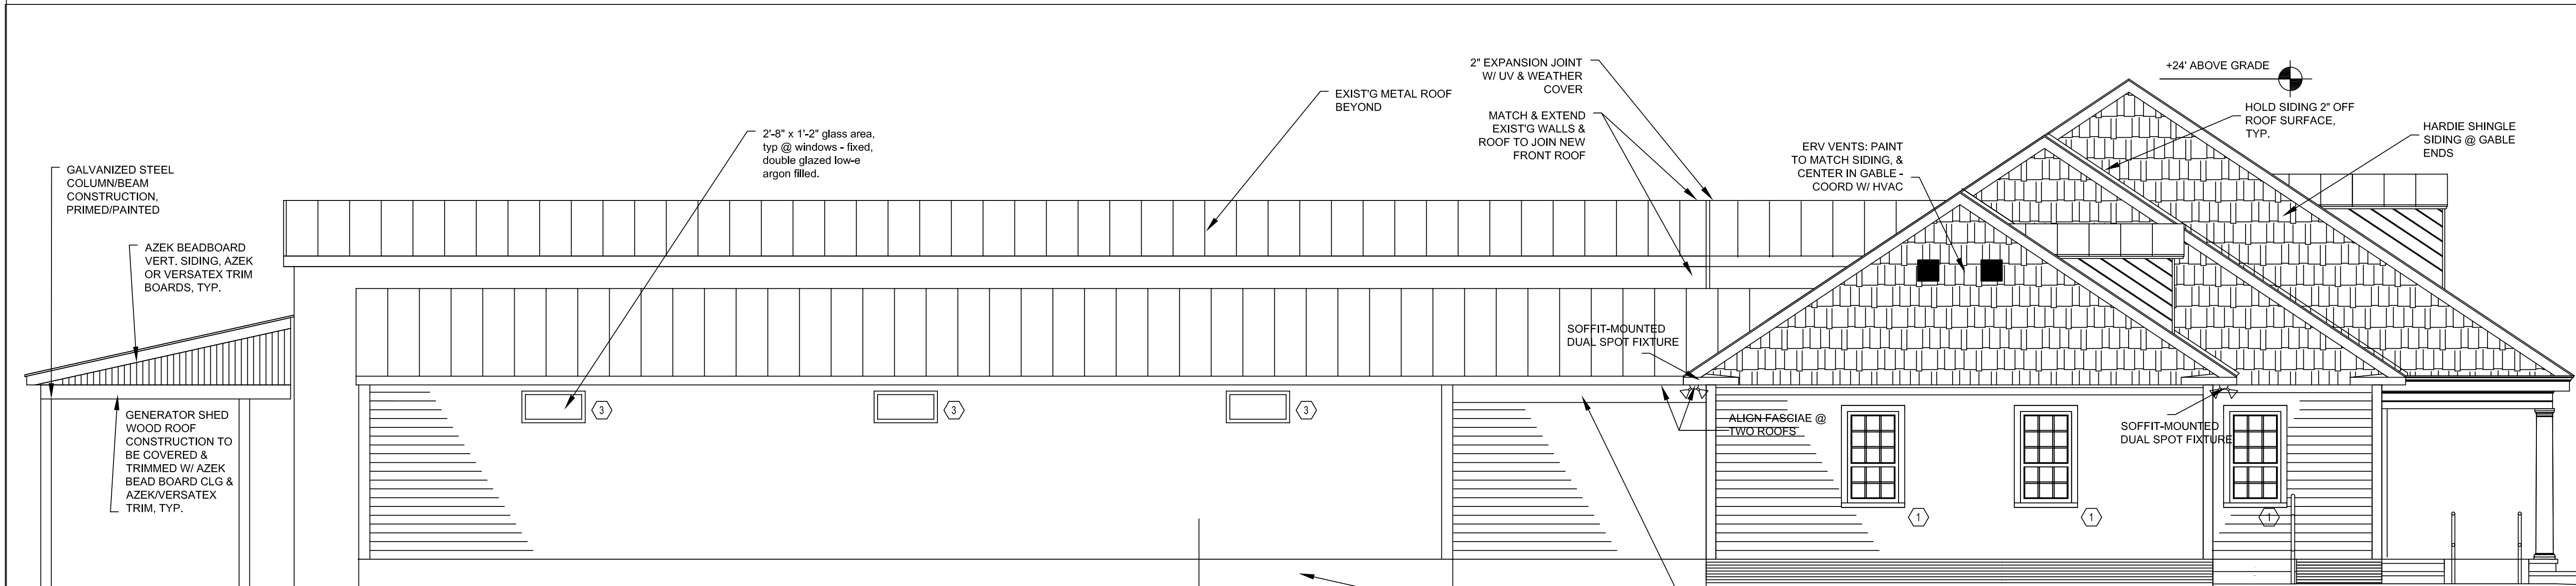 GALVANIZED STEEL
COLUMN/BEAM
CONSTRUCTION,
PRIMED/PAINTED
AZEK BEADBOARD
VERT. SIDING, AZEK
OR VERSATEX TRIM
BOARDS, TYP.
GENERATOR SHED
WOOD ROOF
CONSTRUCTION TO
BE COVERED &
TRIMMED W/ AZEK
BEAD BOARD CLG &
AZEK/VERSATEX
TRIM, TYP.
2'-8" x 1'-2" glass area,
typ @ windows - fixed,
double glazed low-e
argon filled.
EXIST'G METAL ROOF
BEYOND
2" EXPANSION JOINT
W/ UV & WEATHER
COVER
MATCH & EXTEND
EXIST'G WALLS &
ROOF TO JOIN NEW
FRONT ROOF
ERV VENTS: PAINT
TO MATCH SIDING, &
CENTER IN GABLE -
COORD W/ HVAC
+24' ABOVE GRADE
HOLD SIDING 2" OFF
ROOF SURFACE,
TYP.
HARDIE SHINGLE
SIDING @ GABLE
ENDS
SOFFIT-MOUNTED
DUAL SPOT FIXTURE
ALIGN FASCIAE @
TWO ROOFS
SOFFIT-MOUNTED
DUAL SPOT FIXTURE
3
3
3
1
1
1